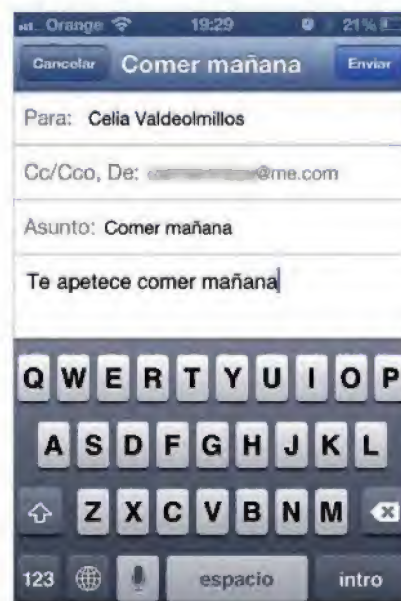 Orange 19:29 21%
Cancelar Comer mañana Enviar
Para: Celia Valdeolmillos
Cc/Cco, De: @me.com
Asunto: Comer mañana
Te apetece comer mañana
Q W E R T Y U I O P
A S D F G H J K L
Z X C V B N M
123 espacio intro